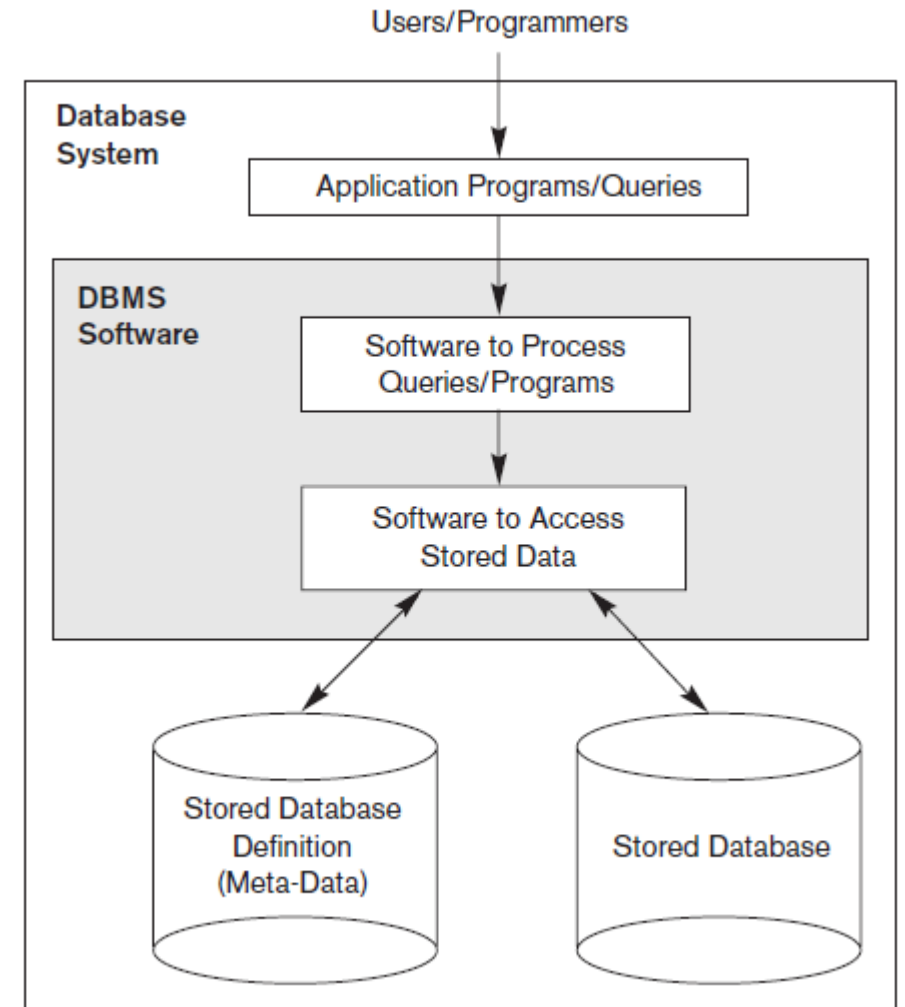 Users/Programmers
Database
System
Application Programs/Queries
DBMS
Software
Software to Process
Queries/Programs
Software to Access
Stored Data
Stored Database
Definition
(Meta-Data)
Stored Database